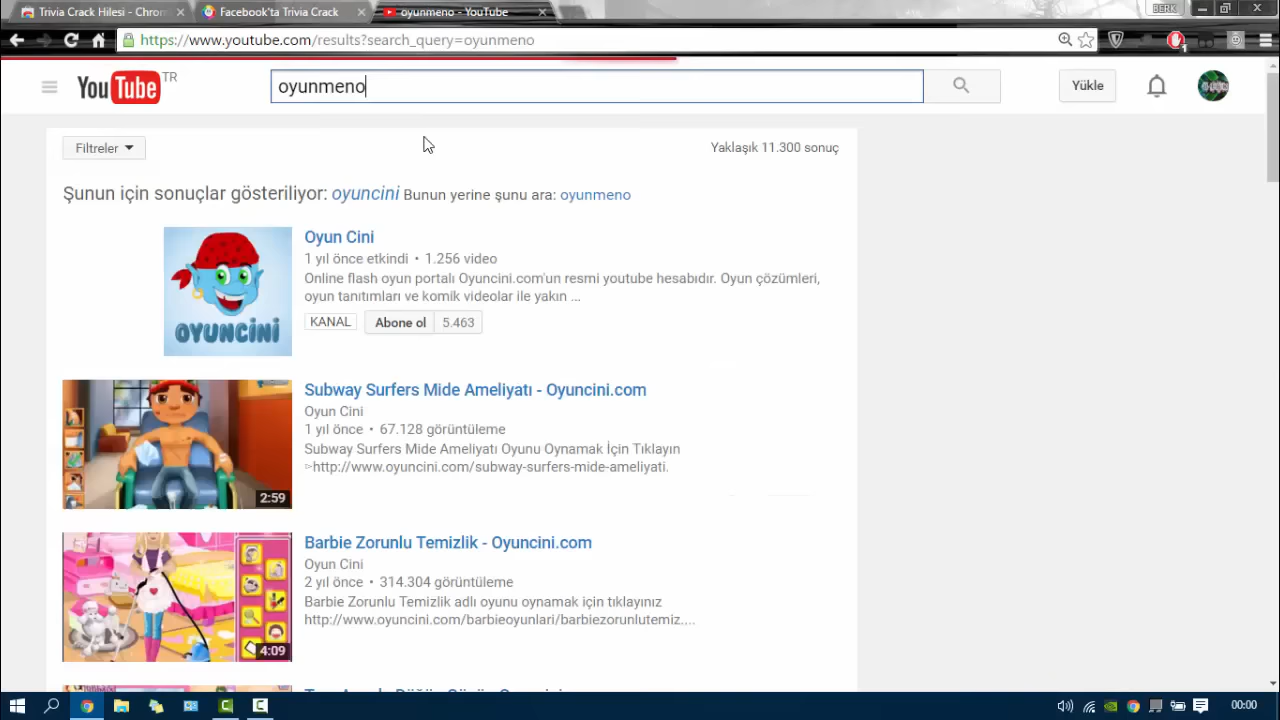 Trivia Crack Hilesi - Chrom
Facebook'ta Trivia Crack
oyunmeno - YouTube
BERK
https://www.youtube.com/results?search_query=oyunmeno
1
YouTube TR
oyunmeno
Yükle
Filtreler
Yaklaşık 11.300 sonuç
Şunun için sonuçlar gösteriliyor: oyuncini Bunun yerine şunu ara: oyunmeno
OYUNCINI
Oyun Cini
1 yıl önce etkindi • 1.256 video
Online flash oyun portalı Oyuncini.com'un resmi youtube hesabıdır. Oyun çözümleri,
oyun tanıtımları ve komik videolar ile yakın ...
KANAL Abone ol 5.463
2:59
Subway Surfers Mide Ameliyatı - Oyuncini.com
Oyun Cini
1 yıl önce • 67.128 görüntüleme
Subway Surfers Mide Ameliyatı Oyunu Oynamak İçin Tıklayın
▻http://www.oyuncini.com/subway-surfers-mide-ameliyati.
4:09
Barbie Zorunlu Temizlik - Oyuncini.com
Oyun Cini
2 yıl önce • 314.304 görüntüleme
Barbie Zorunlu Temizlik adlı oyunu oynamak için tıklayınız
http://www.oyuncini.com/barbieoyunlari/barbiezorunlutemiz....
00:00